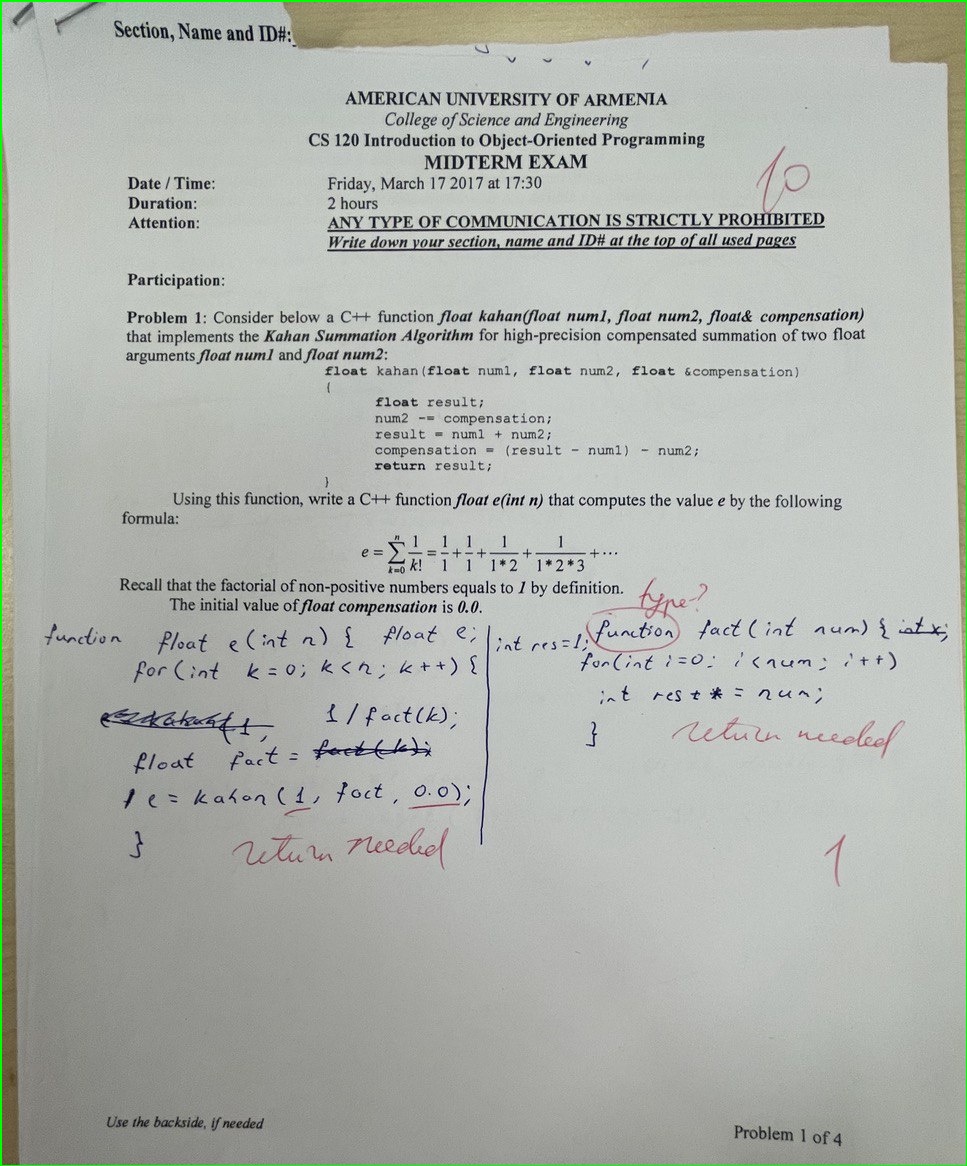 Section, Name and ID#:
AMERICAN UNIVERSITY OF ARMENIA
College of Science and Engineering
CS 120 Introduction to Object-Oriented Programming
MIDTERM EXAM
10
Date / Time: Friday, March 17 2017 at 17:30
Duration: 2 hours
Attention: ANY TYPE OF COMMUNICATION IS STRICTLY PROHIBITED
Write down your section, name and ID# at the top of all used pages
Participation:
Problem 1: Consider below a C++ function float kahan(float num1, float num2, float& compensation)
that implements the Kahan Summation Algorithm for high-precision compensated summation of two float
arguments float num1 and float num2:
float kahan(float num1, float num2, float &compensation)
{
float result;
num2 -= compensation;
result = num1 + num2;
compensation = (result - num1) - num2;
return result;
}
Using this function, write a C++ function float e(int n) that computes the value e by the following
formula:
e = ∑ⁿₖ₌₀ 1/k! = 1/1 + 1/1 + 1/1*2 + 1/1*2*3 + ···
Recall that the factorial of non-positive numbers equals to 1 by definition.
The initial value of float compensation is 0.0.
type?
function float e(int n) { float e;
for(int k = 0; k < n; k++) {
1,
1/fact(k);
float fact = fact(k);
e = kahan(1, fact, 0.0);
}
return needed
int res=1; function fact(int num) { int x;
for(int i=0; i<num; i++)
int res * = num;
}
return needed
1
Use the backside, if needed
Problem 1 of 4